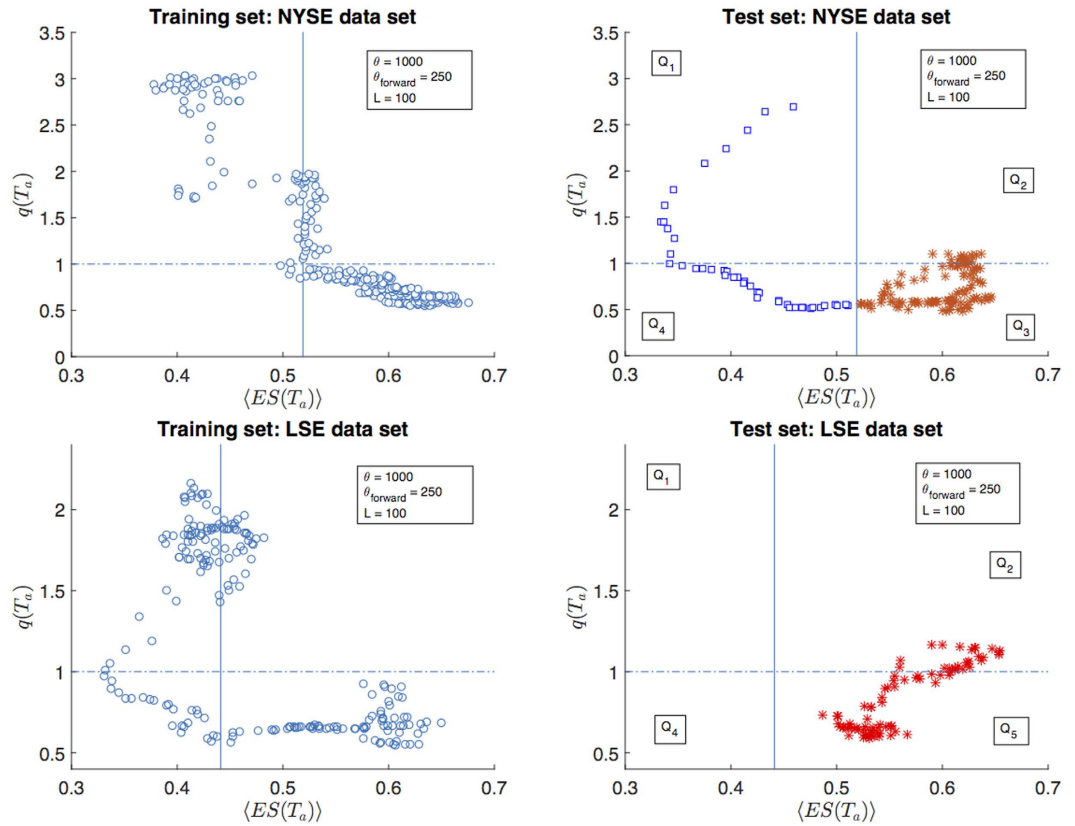 Training set: NYSE data set
3.5
3
2.5
2
1.5
1
0.5
0
q(Tₐ)
θ = 1000
θ_forward = 250
L = 100
0.3 0.4 0.5 0.6 0.7
⟨ES(Tₐ)⟩
Test set: NYSE data set
3.5
3
2.5
2
1.5
1
0.5
0
q(Tₐ)
Q₁
θ = 1000
θ_forward = 250
L = 100
Q₂
Q₄
Q₃
0.3 0.4 0.5 0.6 0.7
⟨ES(Tₐ)⟩
Training set: LSE data set
2
1.5
1
0.5
q(Tₐ)
θ = 1000
θ_forward = 250
L = 100
0.3 0.4 0.5 0.6 0.7
⟨ES(Tₐ)⟩
Test set: LSE data set
2
1.5
1
0.5
q(Tₐ)
Q₁
θ = 1000
θ_forward = 250
L = 100
Q₂
Q₄
Q₅
0.3 0.4 0.5 0.6 0.7
⟨ES(Tₐ)⟩